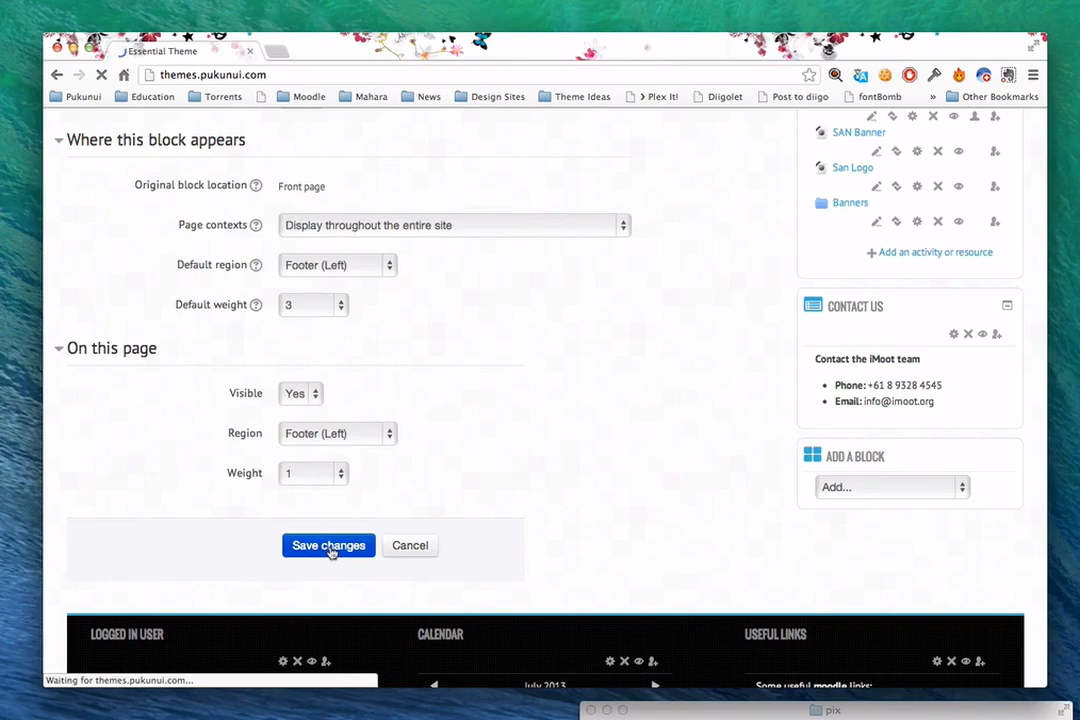 Essential Theme
themes.pukunui.com
Pukunui Education Torrents Moodle Mahara News Design Sites Theme Ideas > Plex It! Diigolet Post to diigo fontBomb » Other Bookmarks
Where this block appears
Original block location Front page
Page contexts Display throughout the entire site
Default region Footer (Left)
Default weight 3
On this page
Visible Yes
Region Footer (Left)
Weight 1
Save changes Cancel
SAN Banner
San Logo
Banners
Add an activity or resource
CONTACT US
Contact the iMoot team
Phone: +61 8 9328 4545
Email: info@imoot.org
ADD A BLOCK
Add...
LOGGED IN USER CALENDAR USEFUL LINKS
July 2013 Some useful moodle links:
Waiting for themes.pukunui.com...
pix